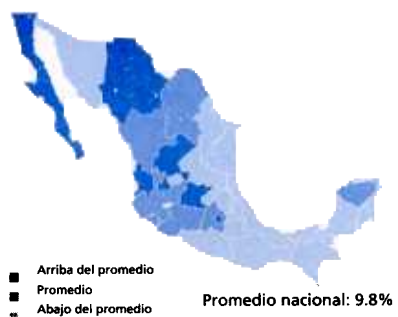 Arriba del promedio
Promedio
Abajo del promedio
Promedio nacional: 9.8%